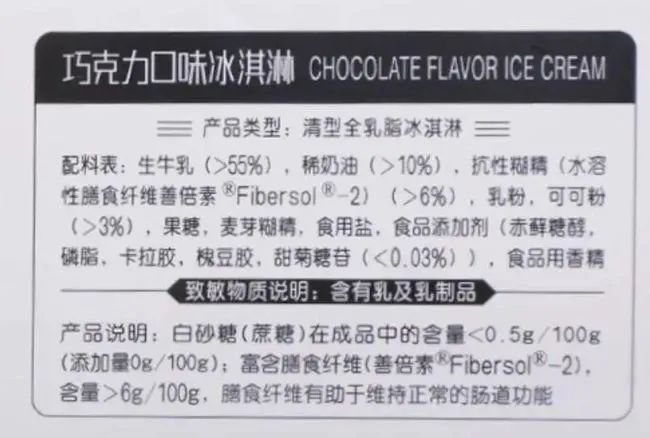 巧克力口味冰淇淋 CHOCOLATE FLAVOR ICE CREAM
产品类型：清型全乳脂冰淇淋
配料表：生牛乳（>55%），稀奶油（>10%），抗性糊精（水溶
性膳食纤维善倍素®Fibersol®-2）（>6%），乳粉，可可粉
（>3%），果糖，麦芽糊精，食用盐，食品添加剂（赤藓糖醇，
磷脂，卡拉胶，槐豆胶，甜菊糖苷（<0.03%）），食品用香精
致敏物质说明：含有乳及乳制品
产品说明：白砂糖(蔗糖)在成品中的含量<0.5g/100g
(添加量0g/100g)；富含膳食纤维(善倍素®Fibersol®-2)，
含量>6g/100g，膳食纤维有助于维持正常的肠道功能